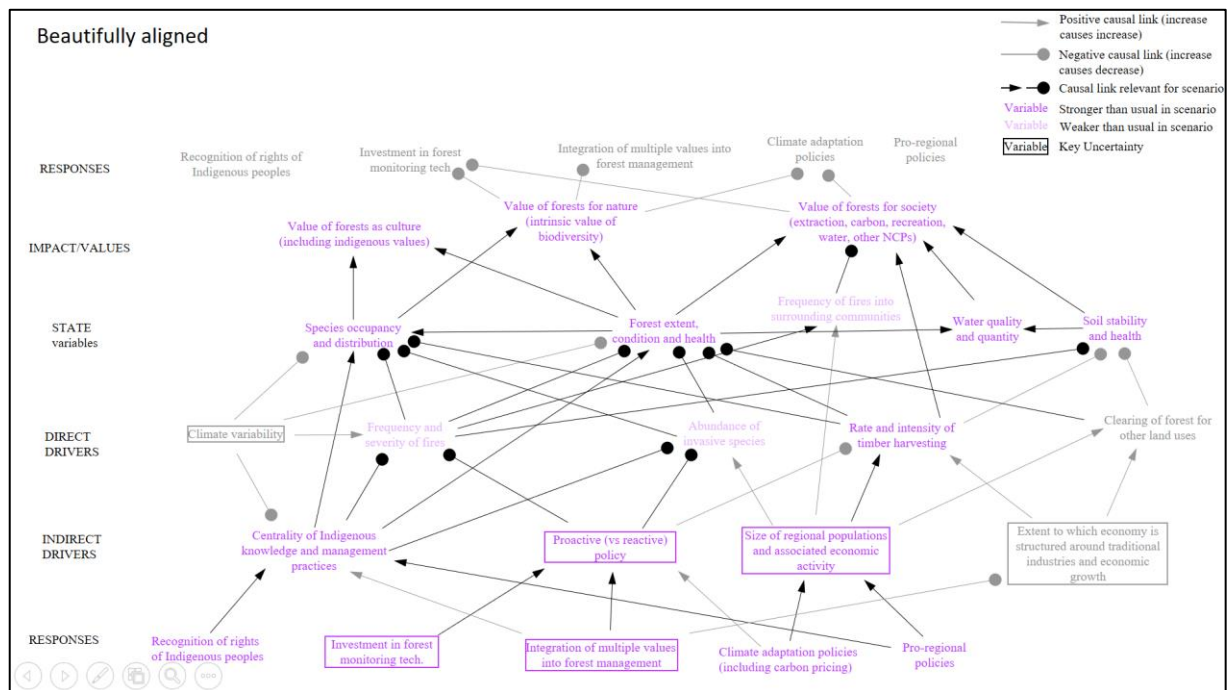 Beautifully aligned
Positive causal link (increase
causes increase)
Negative causal link (increase
causes decrease)
Causal link relevant for scenario
Variable Stronger than usual in scenario
Variable Weaker than usual in scenario
Variable Key Uncertainty
RESPONSES
Recognition of rights of
Indigenous peoples
Investment in forest
monitoring tech.
Integration of multiple values into
forest management
Climate adaptation
policies
Pro-regional
policies
IMPACT/VALUES
Value of forests as culture
(including indigenous values)
Value of forests for nature
(intrinsic value of
biodiversity)
Value of forests for society
(extraction, carbon, recreation,
water, other NCPs)
STATE
variables
Species occupancy
and distribution
Forest extent,
condition and health
Frequency of fires into
surrounding communities
Water quality
and quantity
Soil stability
and health
DIRECT
DRIVERS
Climate variability
Frequency and
severity of fires
Abundance of
invasive species
Rate and intensity of
timber harvesting
Clearing of forest for
other land uses
INDIRECT
DRIVERS
Centrality of Indigenous
knowledge and management
practices
Proactive (vs reactive)
policy
Size of regional populations
and associated economic
activity
Extent to which economy is
structured around traditional
industries and economic
growth
RESPONSES
Recognition of rights
of Indigenous peoples
Investment in forest
monitoring tech.
Integration of multiple values
into forest management
Climate adaptation policies
(including carbon pricing)
Pro-regional
policies